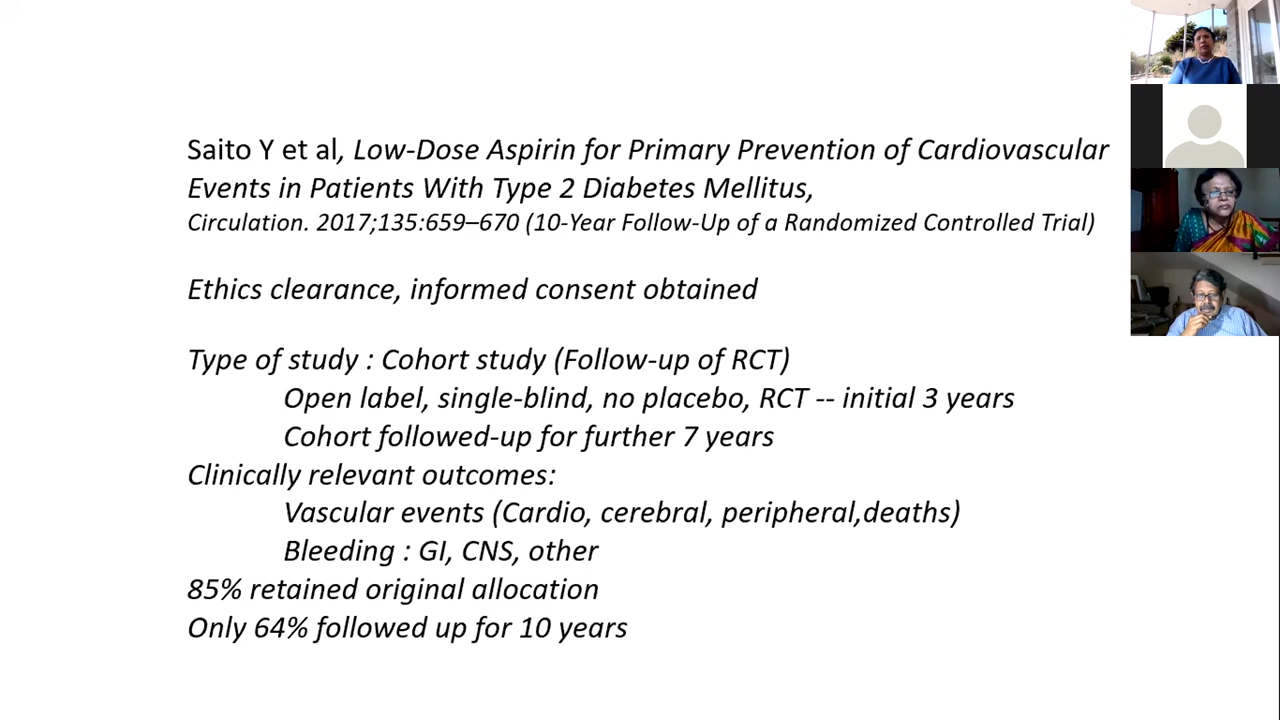 Saito Y et al, Low-Dose Aspirin for Primary Prevention of Cardiovascular
Events in Patients With Type 2 Diabetes Mellitus,
Circulation. 2017;135:659–670 (10-Year Follow-Up of a Randomized Controlled Trial)
Ethics clearance, informed consent obtained
Type of study : Cohort study (Follow-up of RCT)
Open label, single-blind, no placebo, RCT -- initial 3 years
Cohort followed-up for further 7 years
Clinically relevant outcomes:
Vascular events (Cardio, cerebral, peripheral,deaths)
Bleeding : GI, CNS, other
85% retained original allocation
Only 64% followed up for 10 years